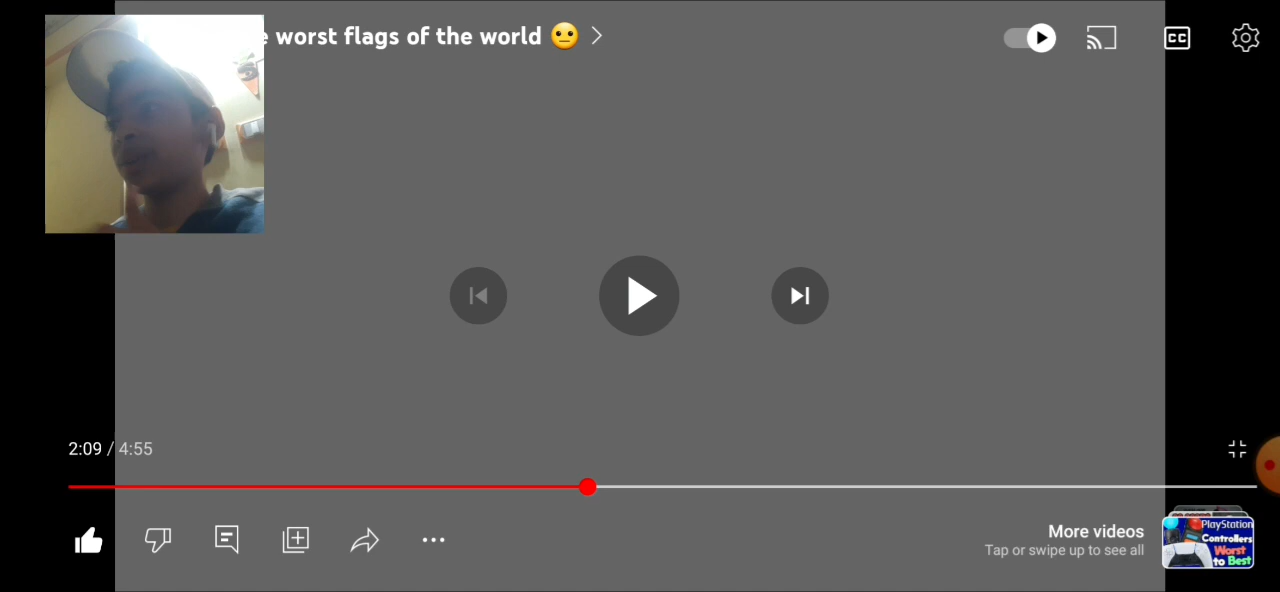 worst flags of the world 😐
CC
2:09 / 4:55
More videos
Tap or swipe up to see all
PlayStation
Controllers
Worst
to Best